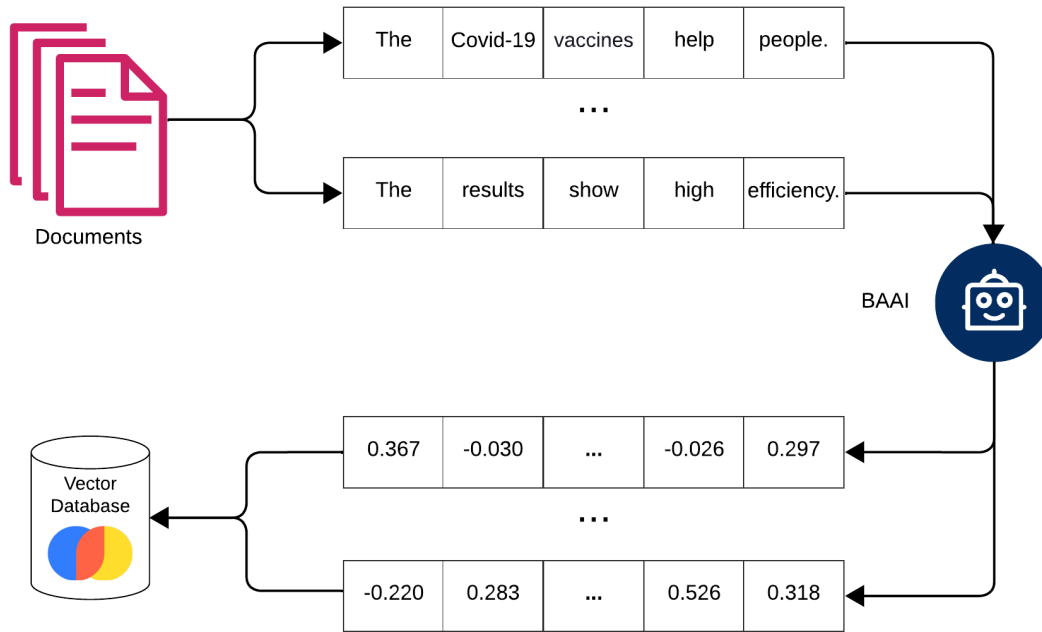 The Covid-19 vaccines help people.
...
The results show high efficiency.
Documents
BAAI
0.367 -0.030 ... -0.026 0.297
Vector
Database
...
-0.220 0.283 ... 0.526 0.318